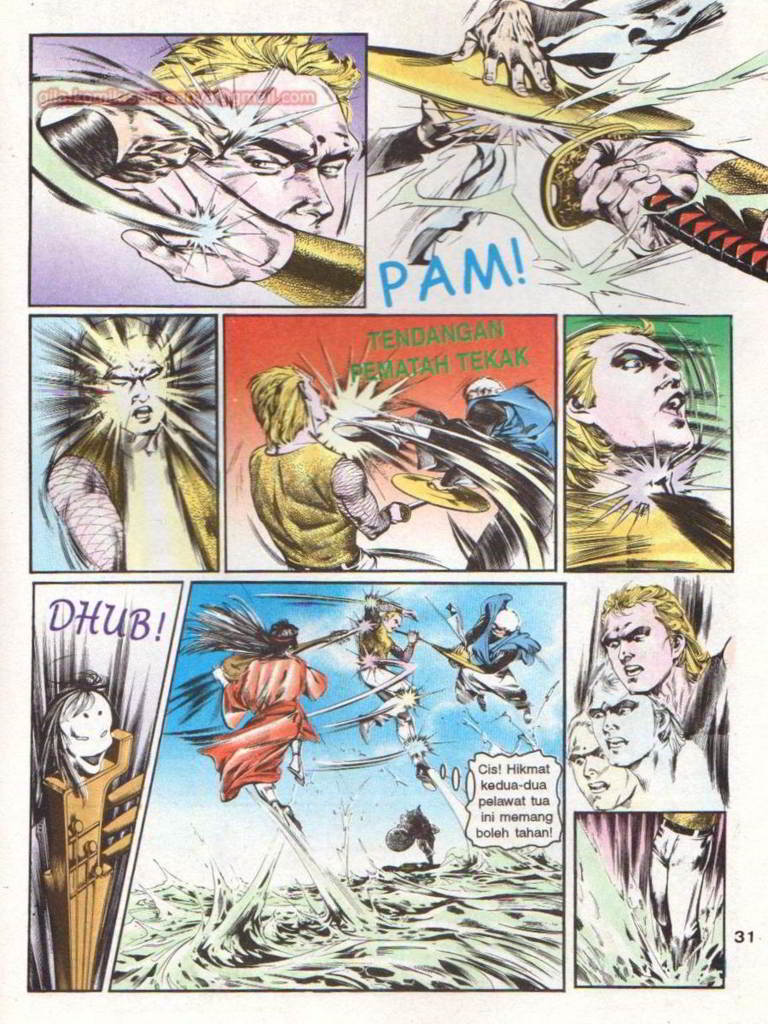 PAM!
TENDANGAN
PEMATAH TEKAK
DHUB!
Cis! Hikmat
kedua-dua
pelawat tua
ini memang
boleh tahan!
31